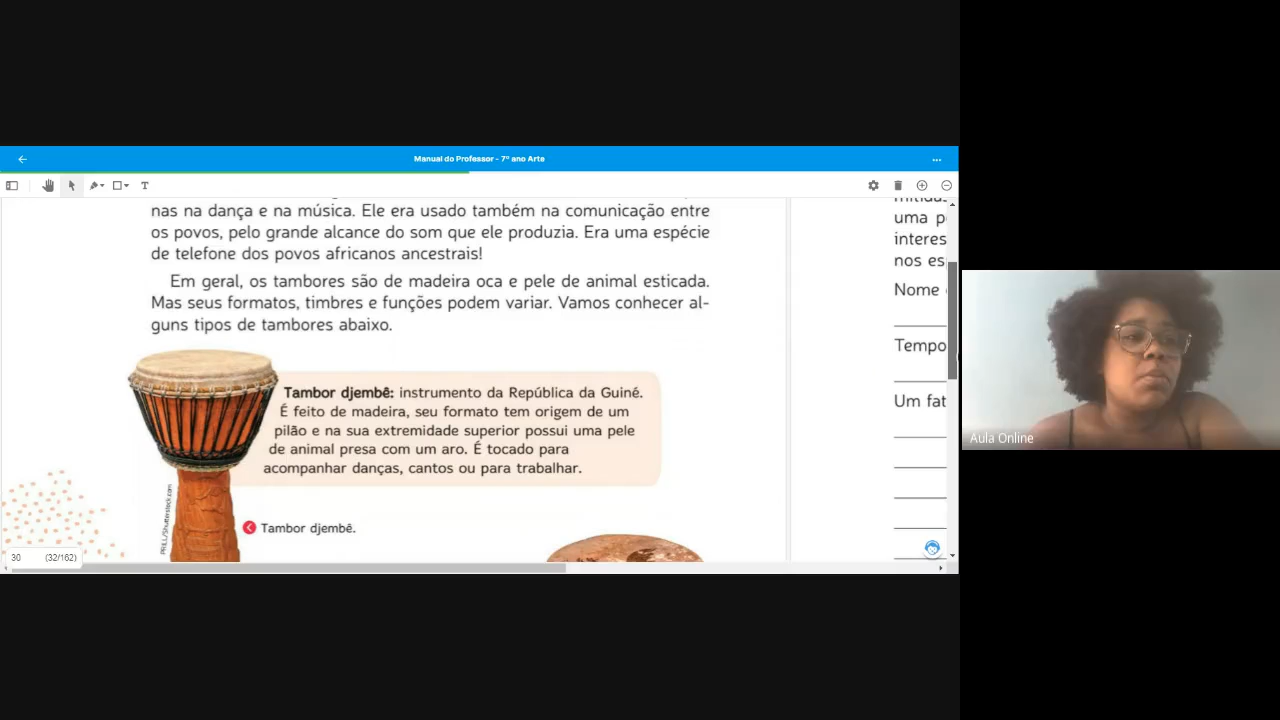 Manual do Professor - 7º ano Arte
T
nas na dança e na música. Ele era usado também na comunicação entre
os povos, pelo grande alcance do som que ele produzia. Era uma espécie
de telefone dos povos africanos ancestrais!
Em geral, os tambores são de madeira oca e pele de animal esticada.
Mas seus formatos, timbres e funções podem variar. Vamos conhecer al-
guns tipos de tambores abaixo.
Tambor djembê: instrumento da República da Guiné.
É feito de madeira, seu formato tem origem de um
pilão e na sua extremidade superior possui uma pele
de animal presa com um aro. É tocado para
acompanhar danças, cantos ou para trabalhar.
PRILL/Shutterstock.com
Tambor djembê.
30 (32/162)
uma p
interes
nos es
Nome
Tempo
Um fat
Aula Online